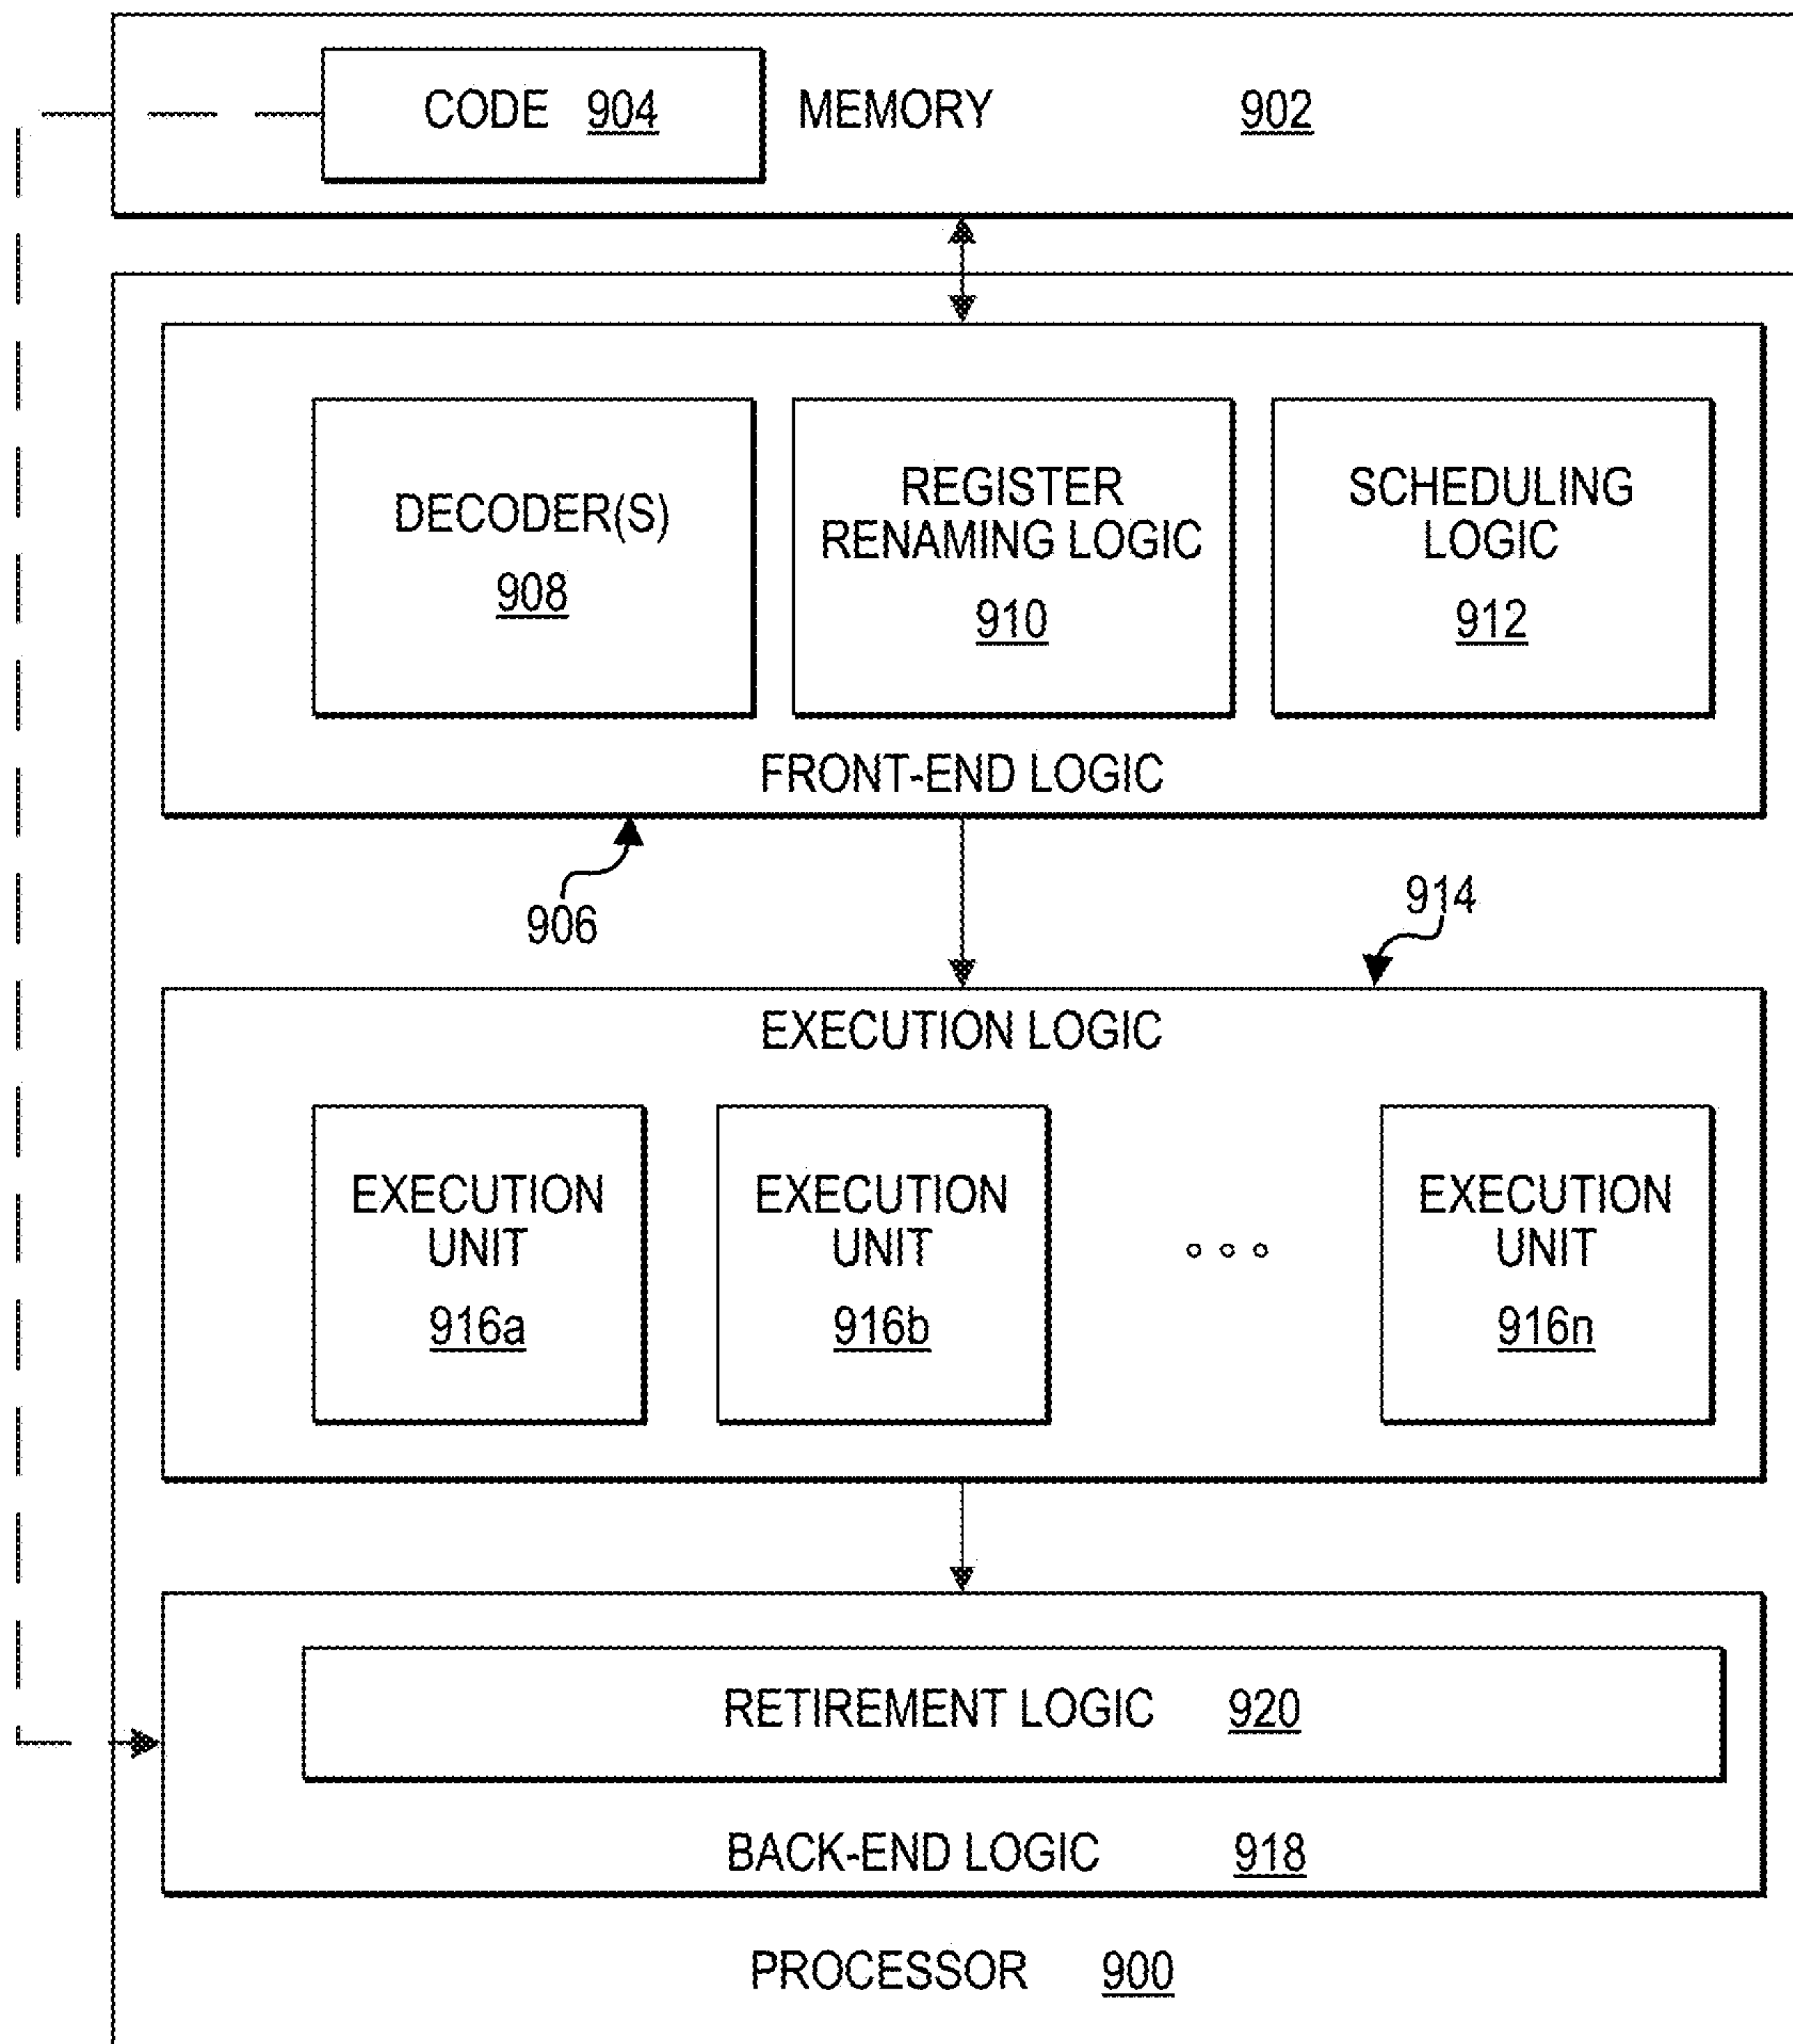 CODE 904 MEMORY 902
DECODER(S)
908
REGISTER
RENAMING LOGIC
910
SCHEDULING
LOGIC
912
FRONT-END LOGIC
906
914
EXECUTION LOGIC
EXECUTION
UNIT
916a
EXECUTION
UNIT
916b
EXECUTION
UNIT
916n
RETIREMENT LOGIC 920
BACK-END LOGIC 918
PROCESSOR 900